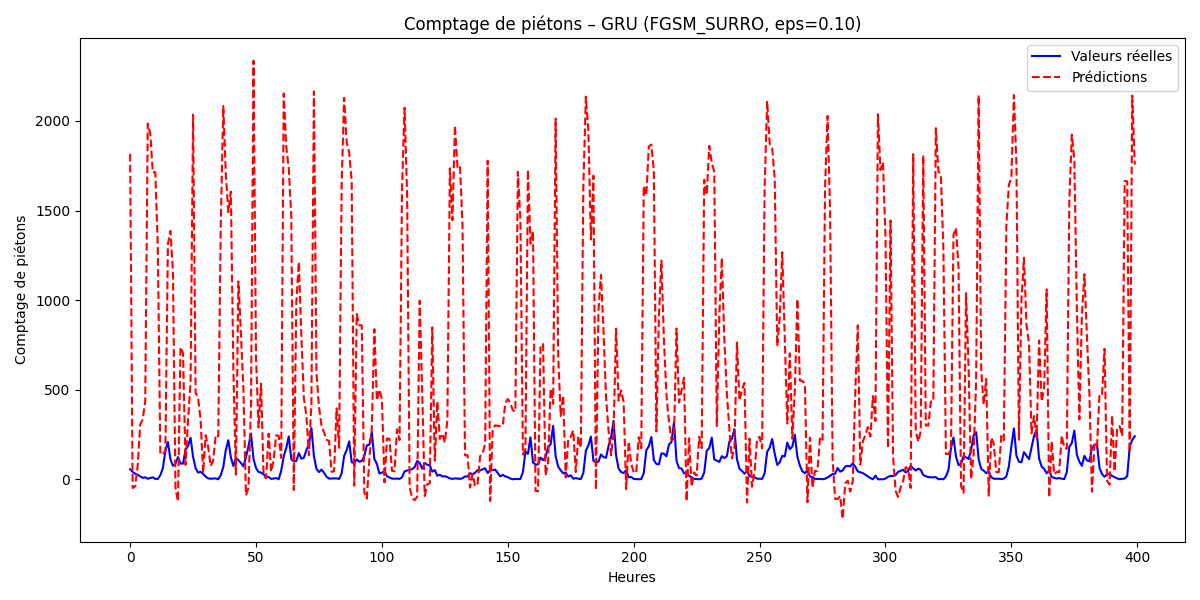 Comptage de piétons – GRU (FGSM_SURRO, eps=0.10)
Valeurs réelles
Prédictions
Comptage de piétons
2000
1500
1000
500
0
0 50 100 150 200 250 300 350 400
Heures